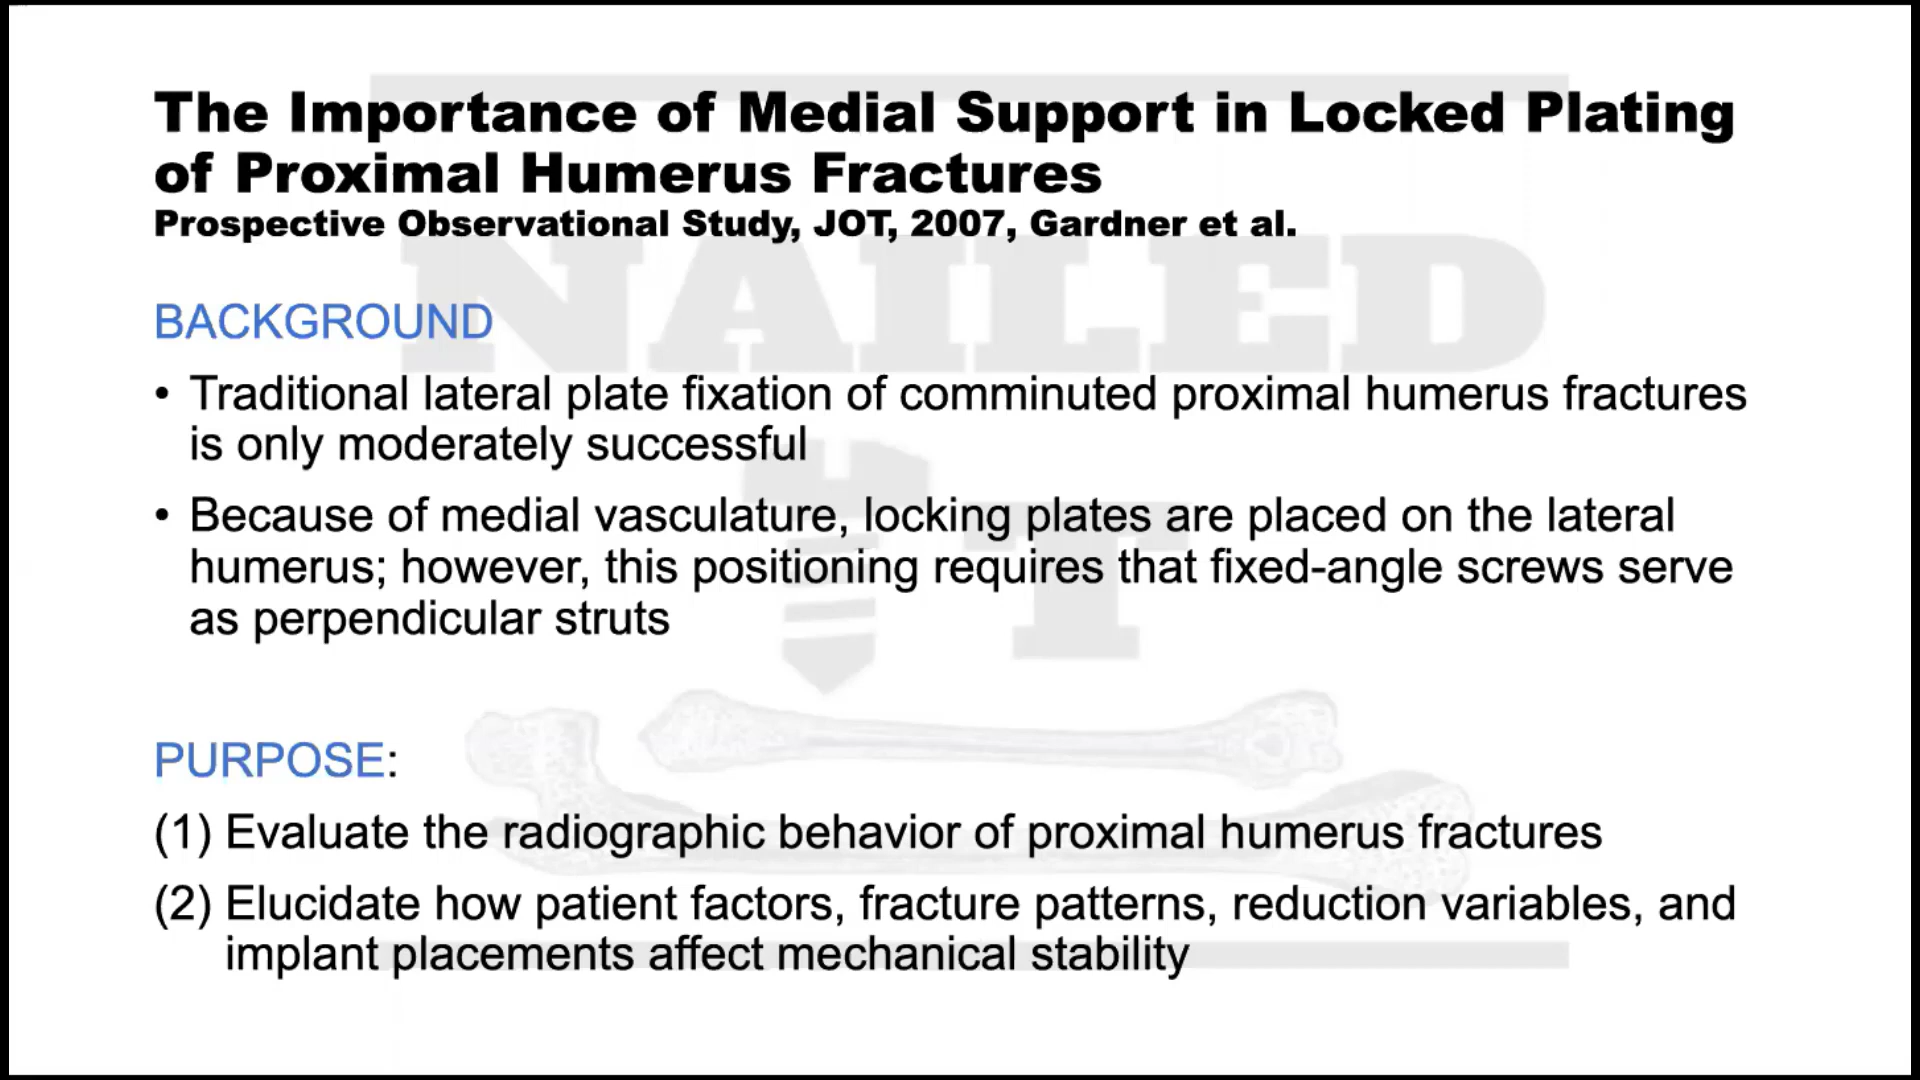 The Importance of Medial Support in Locked Plating
of Proximal Humerus Fractures
Prospective Observational Study, JOT, 2007, Gardner et al.
NAILED
IT
BACKGROUND
• Traditional lateral plate fixation of comminuted proximal humerus fractures
is only moderately successful
• Because of medial vasculature, locking plates are placed on the lateral
humerus; however, this positioning requires that fixed-angle screws serve
as perpendicular struts
PURPOSE:
(1) Evaluate the radiographic behavior of proximal humerus fractures
(2) Elucidate how patient factors, fracture patterns, reduction variables, and
implant placements affect mechanical stability